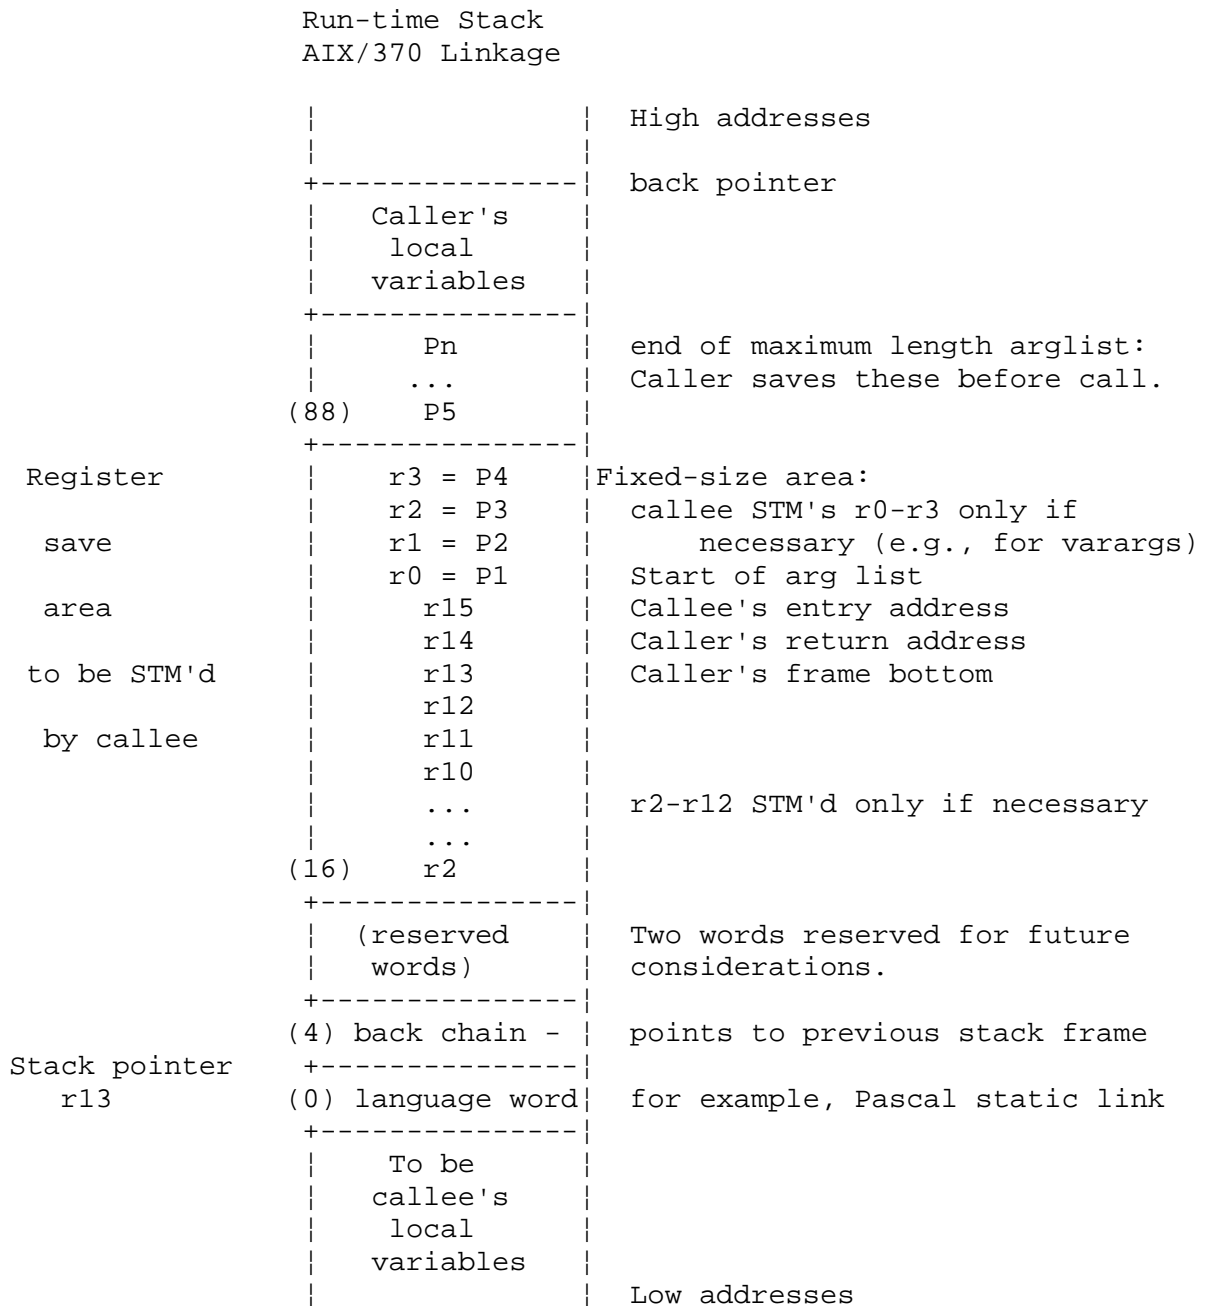 Run-time Stack
AIX/370 Linkage
¦ ¦ High addresses
¦ ¦
+---------------¦ back pointer
¦ Caller's ¦
¦ local ¦
¦ variables ¦
+---------------¦
¦ Pn ¦ end of maximum length arglist:
¦ ... ¦ Caller saves these before call.
(88) P5 ¦
+---------------¦
Register ¦ r3 = P4 ¦Fixed-size area:
¦ r2 = P3 ¦ callee STM's r0-r3 only if
save ¦ r1 = P2 ¦ necessary (e.g., for varargs)
¦ r0 = P1 ¦ Start of arg list
area ¦ r15 ¦ Callee's entry address
¦ r14 ¦ Caller's return address
to be STM'd ¦ r13 ¦ Caller's frame bottom
¦ r12 ¦
by callee ¦ r11 ¦
¦ r10 ¦
¦ ... ¦ r2-r12 STM'd only if necessary
¦ ... ¦
(16) r2 ¦
+---------------¦
¦ (reserved ¦ Two words reserved for future
¦ words) ¦ considerations.
+---------------¦
(4) back chain - ¦ points to previous stack frame
Stack pointer +---------------¦
r13 (0) language word¦ for example, Pascal static link
+---------------¦
¦ To be ¦
¦ callee's ¦
¦ local ¦
¦ variables ¦
¦ ¦ Low addresses